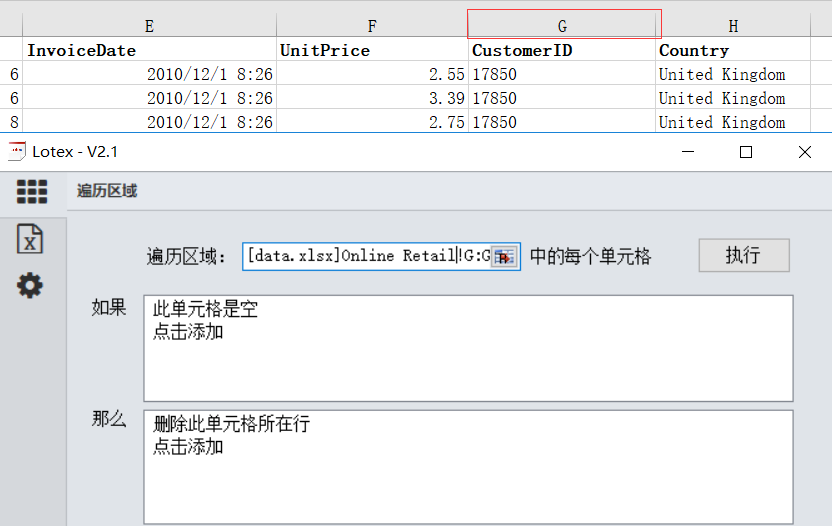 E F G H
InvoiceDate UnitPrice CustomerID Country
6 2010/12/1 8:26 2.55 17850 United Kingdom
6 2010/12/1 8:26 3.39 17850 United Kingdom
8 2010/12/1 8:26 2.75 17850 United Kingdom
Lotex - V2.1
遍历区域
遍历区域： [data.xlsx]Online Retail!G:G 中的每个单元格 执行
如果 此单元格是空
点击添加
那么 删除此单元格所在行
点击添加